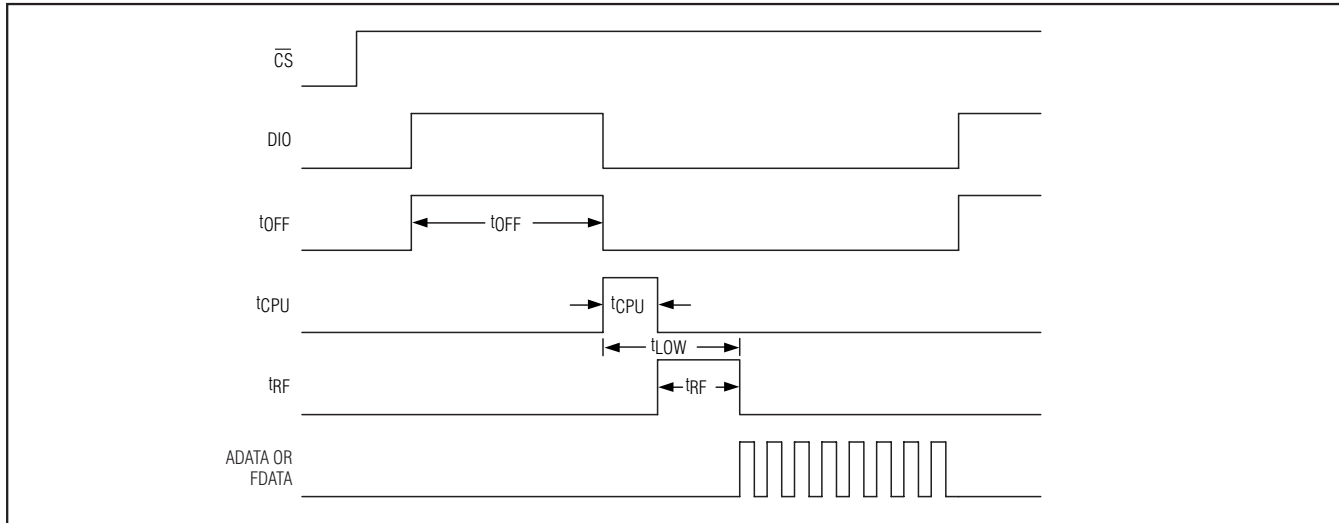 CS
DIO
tOFF
tOFF
tCPU
tCPU
tLOW
tRF
tRF
ADATA OR
FDATA